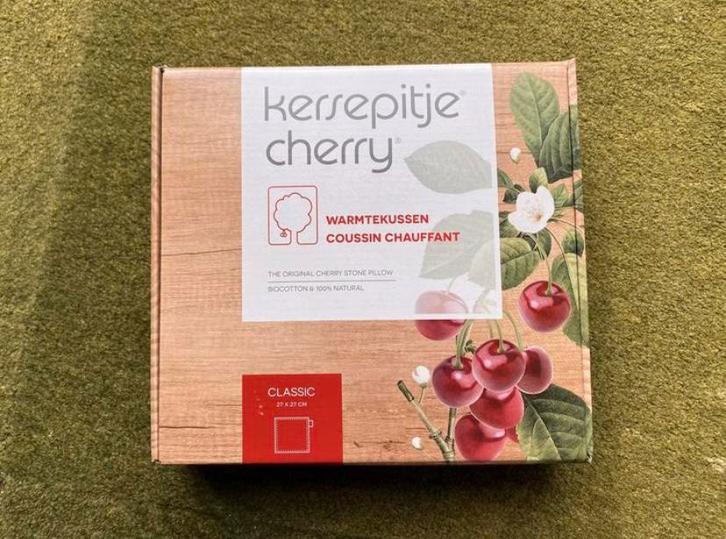 kersepitje®
cherry®
WARMTEKUSSEN
COUSSIN CHAUFFANT
THE ORIGINAL CHERRY STONE PILLOW
BIOCOTTON & 100% NATURAL
CLASSIC
27 X 27 CM